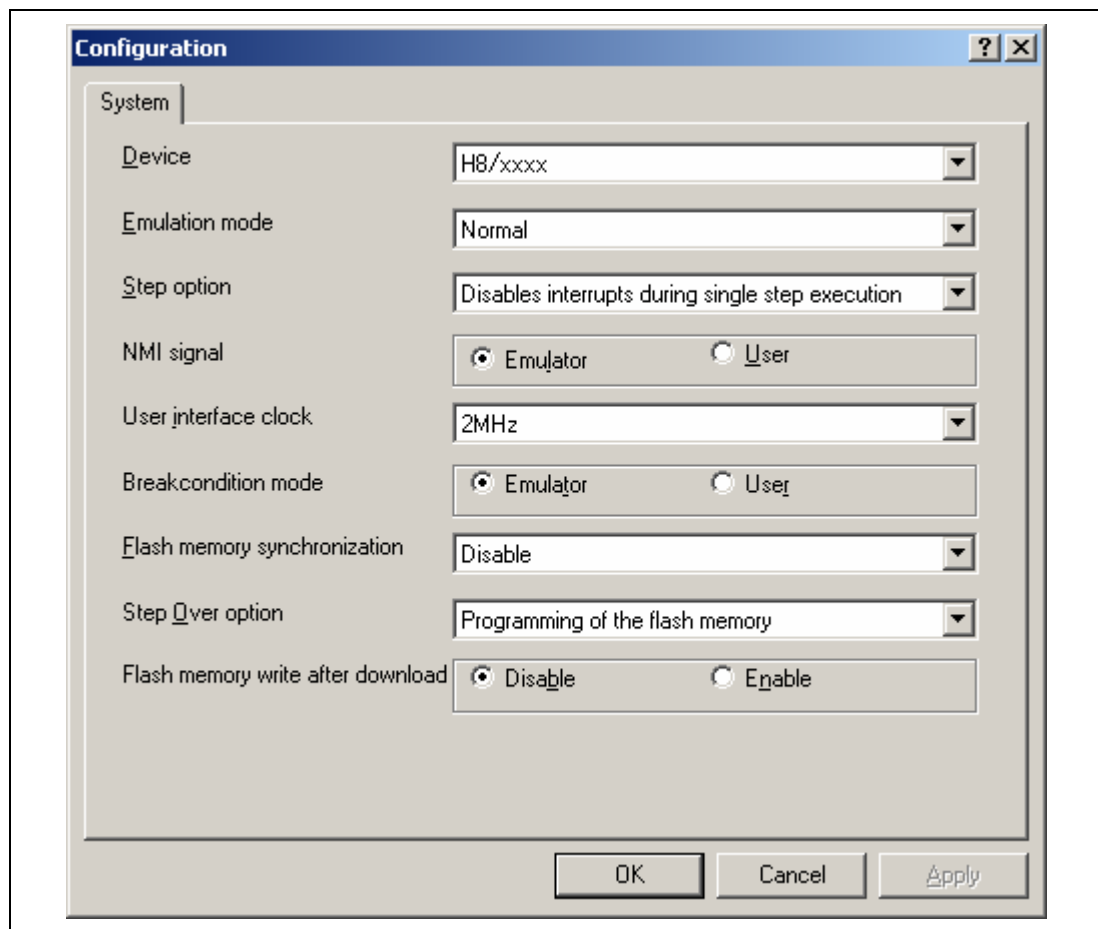 Configuration
System
Device H8/xxxx
Emulation mode Normal
Step option Disables interrupts during single step execution
NMI signal Emulator User
User interface clock 2MHz
Breakcondition mode Emulator User
Flash memory synchronization Disable
Step Over option Programming of the flash memory
Flash memory write after download Disable Enable
OK Cancel Apply